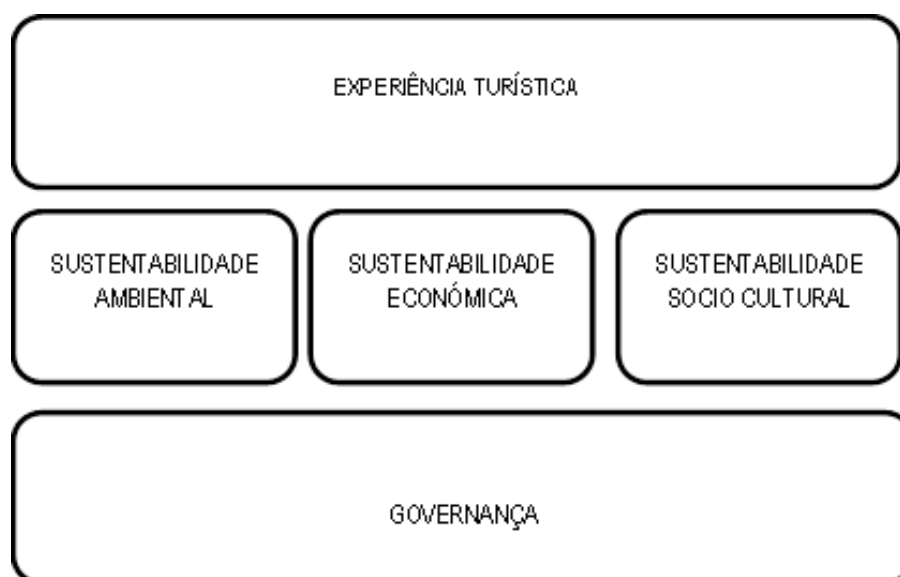 EXPERIÊNCIA TURÍSTICA
SUSTENTABILIDADE
AMBIENTAL
SUSTENTABILIDADE
ECONÓMICA
SUSTENTABILIDADE
SOCIO CULTURAL
GOVERNANÇA